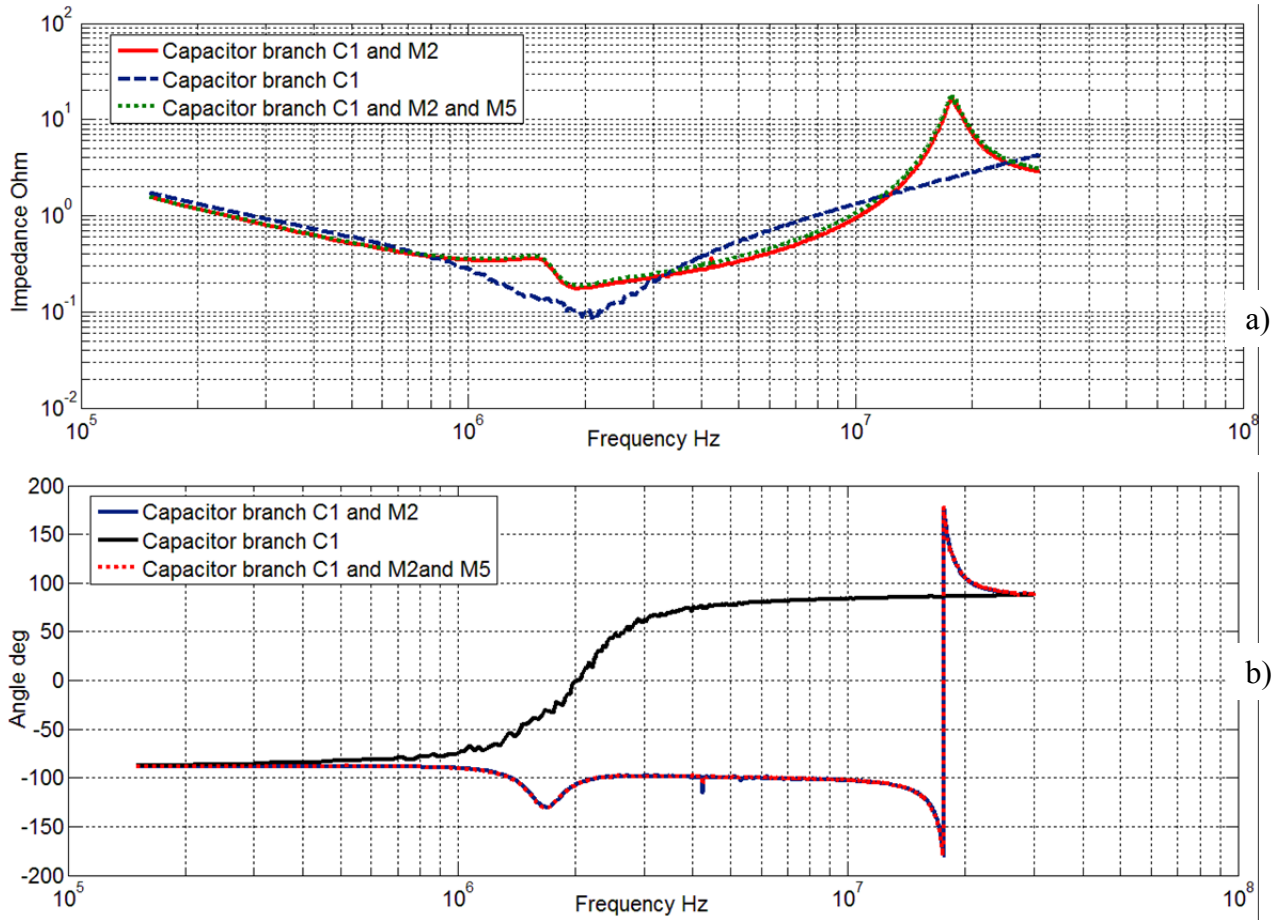 10^2
10^1
10^0
10^-1
10^-2
Impedance Ohm
Capacitor branch C1 and M2
Capacitor branch C1
Capacitor branch C1 and M2 and M5
10^5
10^6
10^7
10^8
Frequency Hz
a)
200
150
100
50
0
-50
-100
-150
-200
Angle deg
Capacitor branch C1 and M2
Capacitor branch C1
Capacitor branch C1 and M2and M5
10^5
10^6
10^7
10^8
Frequency Hz
b)